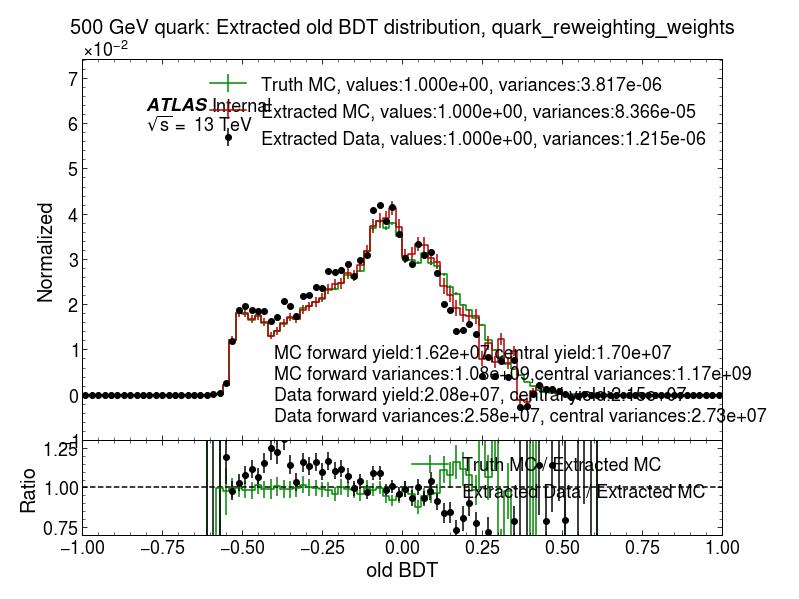 500 GeV quark: Extracted old BDT distribution, quark_reweighting_weights
×10⁻²
Truth MC, values:1.000e+00, variances:3.817e-06
ATLAS Internal
Extracted MC, values:1.000e+00, variances:8.366e-05
√s = 13 TeV
Extracted Data, values:1.000e+00, variances:1.215e-06
7
6
5
4
3
2
1
0
Normalized
MC forward yield:1.62e+07,central yield:1.70e+07
MC forward variances:1.08e+09,central variances:1.17e+09
Data forward yield:2.08e+07, central yield:2.15e+07
Data forward variances:2.58e+07, central variances:2.73e+07
1.25
1.00
0.75
Ratio
Truth MC / Extracted MC
Extracted Data / Extracted MC
−1.00 −0.75 −0.50 −0.25 0.00 0.25 0.50 0.75 1.00
old BDT